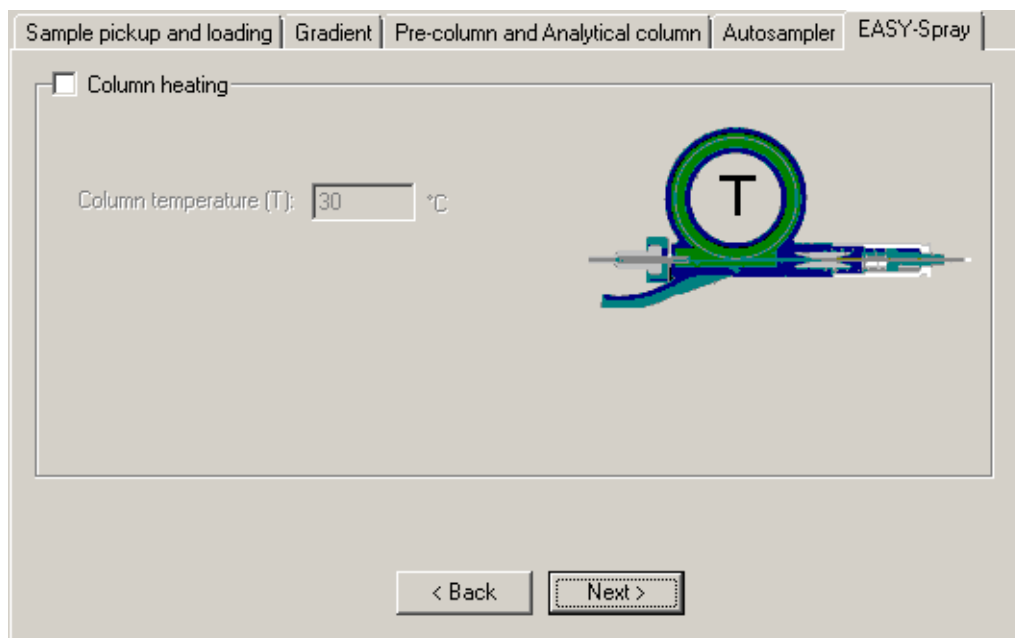 Sample pickup and loading Gradient Pre-column and Analytical column Autosampler EASY-Spray
Column heating
Column temperature (T): 30 °C
T
< Back Next >